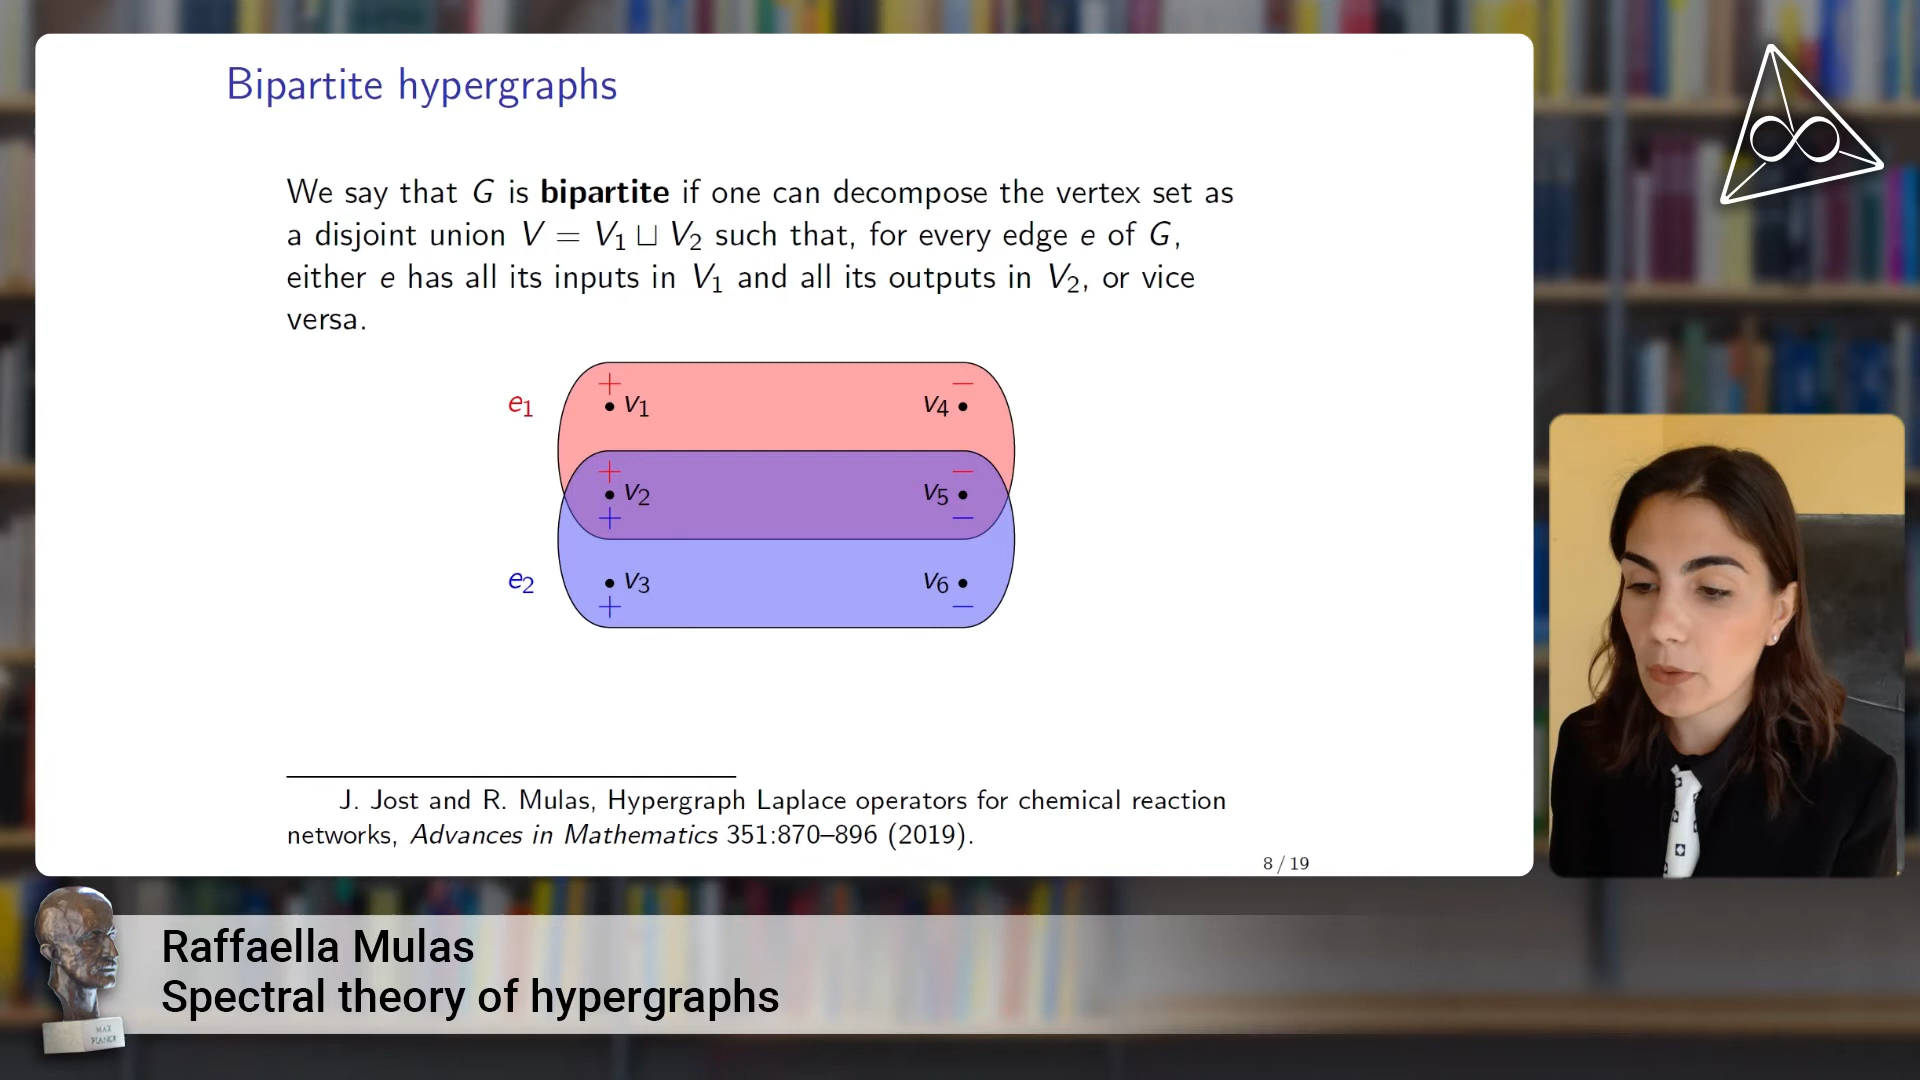 Bipartite hypergraphs
We say that G is bipartite if one can decompose the vertex set as
a disjoint union V = V₁ ⊔ V₂ such that, for every edge e of G,
either e has all its inputs in V₁ and all its outputs in V₂, or vice
versa.
+ −
e₁ v₁ v₄
+ −
v₂ v₅
+ −
e₂ v₃ v₆
+ −
J. Jost and R. Mulas, Hypergraph Laplace operators for chemical reaction
networks, Advances in Mathematics 351:870–896 (2019).
8 / 19
Raffaella Mulas
Spectral theory of hypergraphs
MAX
PLANCK